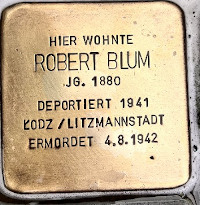 HIER WOHNTE
ROBERT BLUM
JG. 1880
DEPORTIERT 1941
ŁODZ / LITZMANNSTADT
ERMORDET 4.8.1942